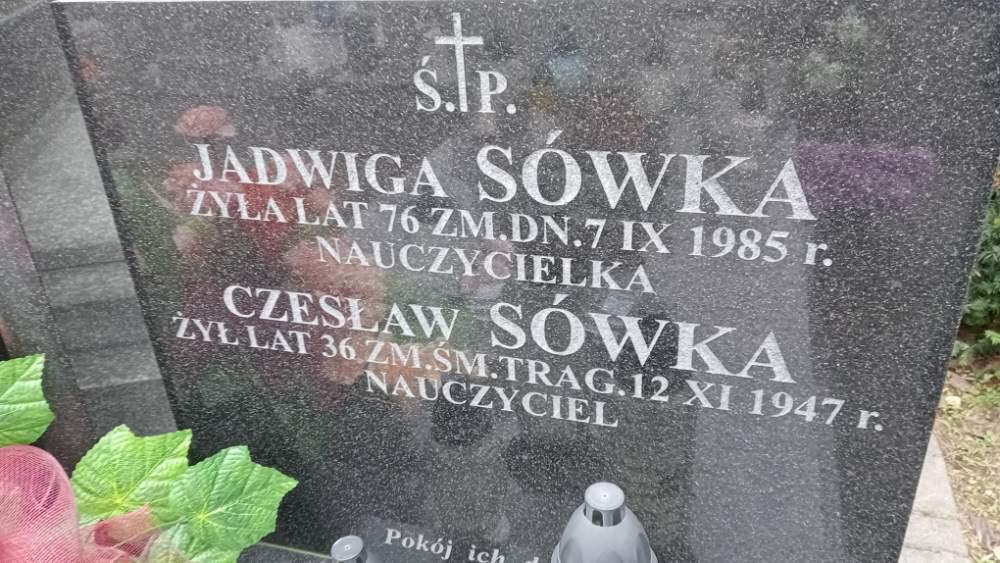 Ś.P.
JADWIGA SÓWKA
ŻYŁA LAT 76 ZM.DN.7 IX 1985 r.
NAUCZYCIELKA
CZESŁAW SÓWKA
ŻYŁ LAT 36 ZM.ŚM.TRAG.12 XI 1947 r.
NAUCZYCIEL
Pokój ich